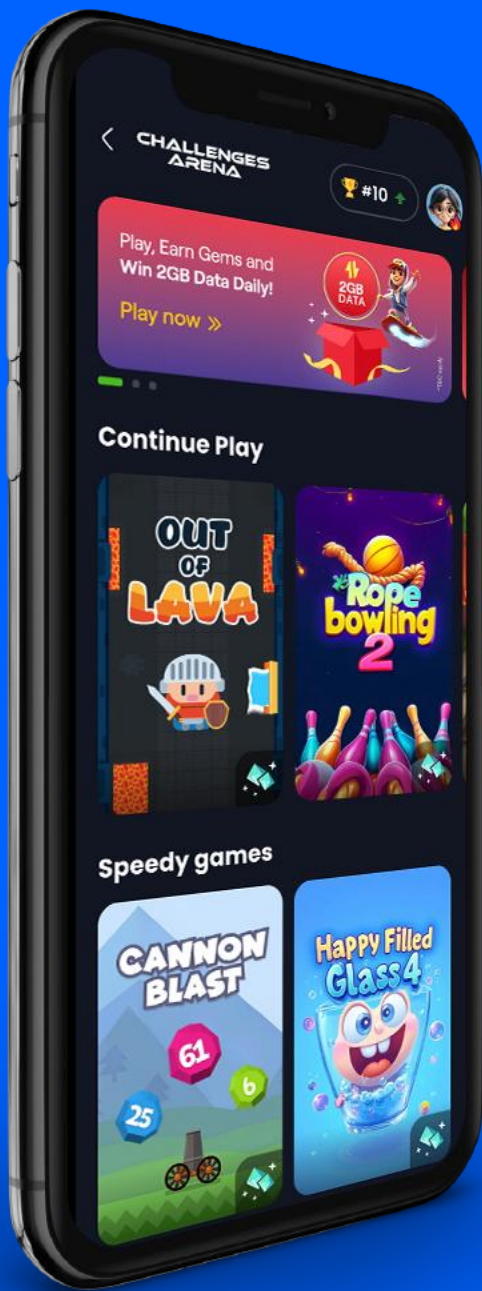 CHALLENGES
ARENA
#10
Play, Earn Gems and
Win 2GB Data Daily!
Play now »
2GB
DATA
Continue Play
OUT
OF
LAVA
Rope
bowling
2
Speedy games
CANNON
BLAST
61
6
25
Happy Filled
Glass 4